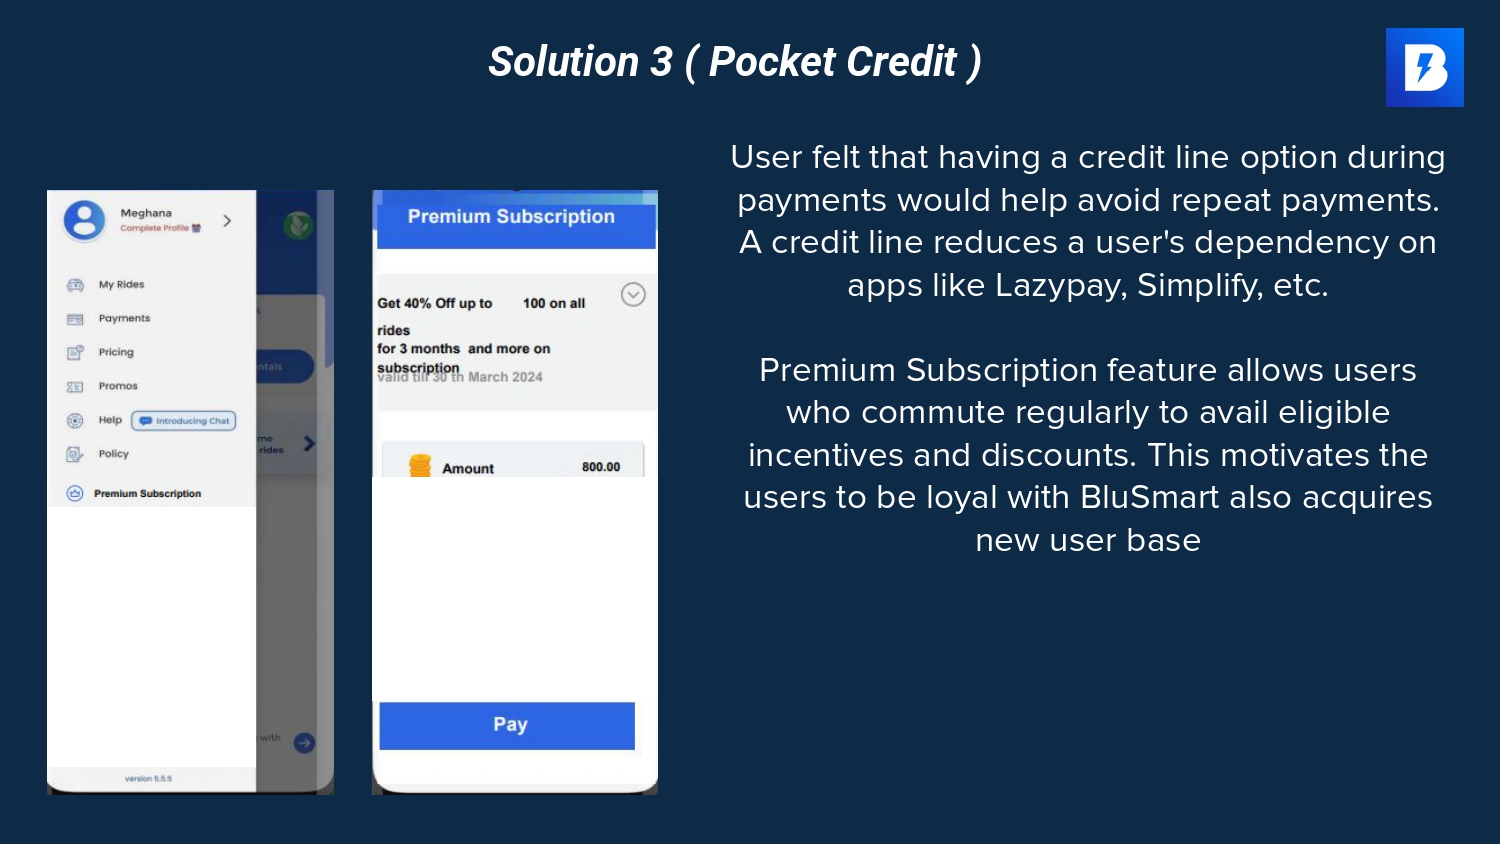 Solution 3 ( Pocket Credit )
B
User felt that having a credit line option during
payments would help avoid repeat payments.
A credit line reduces a user's dependency on
apps like Lazypay, Simplify, etc.
Premium Subscription feature allows users
who commute regularly to avail eligible
incentives and discounts. This motivates the
users to be loyal with BluSmart also acquires
new user base
Meghana
Complete Profile
My Rides
Payments
Pricing
Promos
Help Introducing Chat
Policy
Premium Subscription
version 5.5.5
ntals
me
rides
with
Premium Subscription
Get 40% Off up to 100 on all
rides
for 3 months and more on
subscription
valid till 30 th March 2024
Amount 800.00
Pay